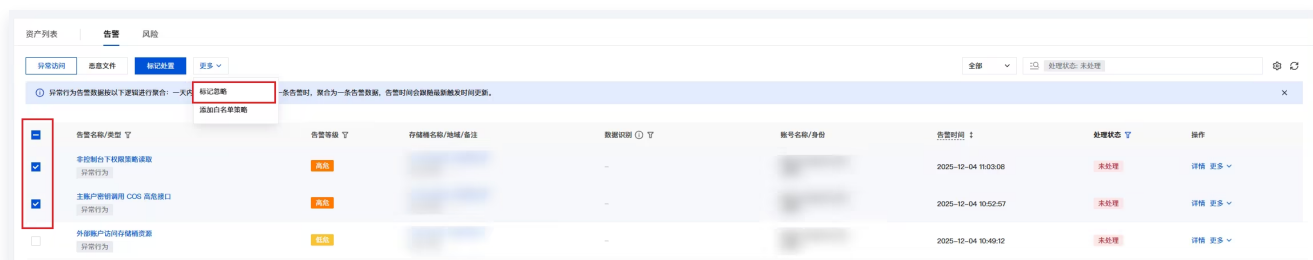 资产列表 告警 风险
异常访问 恶意文件 标记处置 更多 全部 处理状态: 未处理
异常行为告警数据按以下逻辑进行聚合：一天内 标记忽略 一条告警时，聚合为一条告警数据，告警时间会跟随最新触发时间更新。
添加白名单策略
告警名称/类型 告警等级 存储桶名称/地域/备注 数据识别 账号名称/身份 告警时间 处理状态 操作
非控制台下权限策略读取 高危 - 2025-12-04 11:03:08 未处理 详情 更多
异常行为
主账户密钥调用 COS 高危接口 高危 - 2025-12-04 10:52:57 未处理 详情 更多
异常行为
外部账户访问存储桶资源 低危 - 2025-12-04 10:49:12 未处理 详情 更多
异常行为